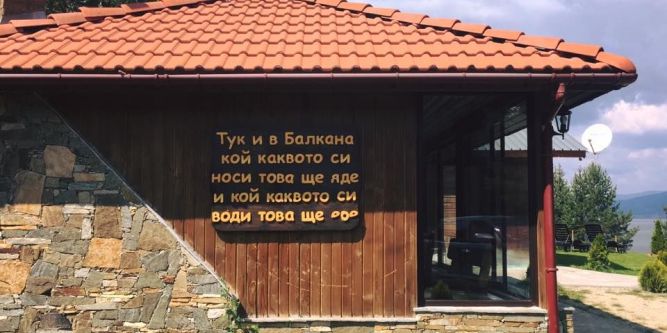 Тук и в Балкана
кой каквото си
носи това ще яде
и кой каквото си
води това ще